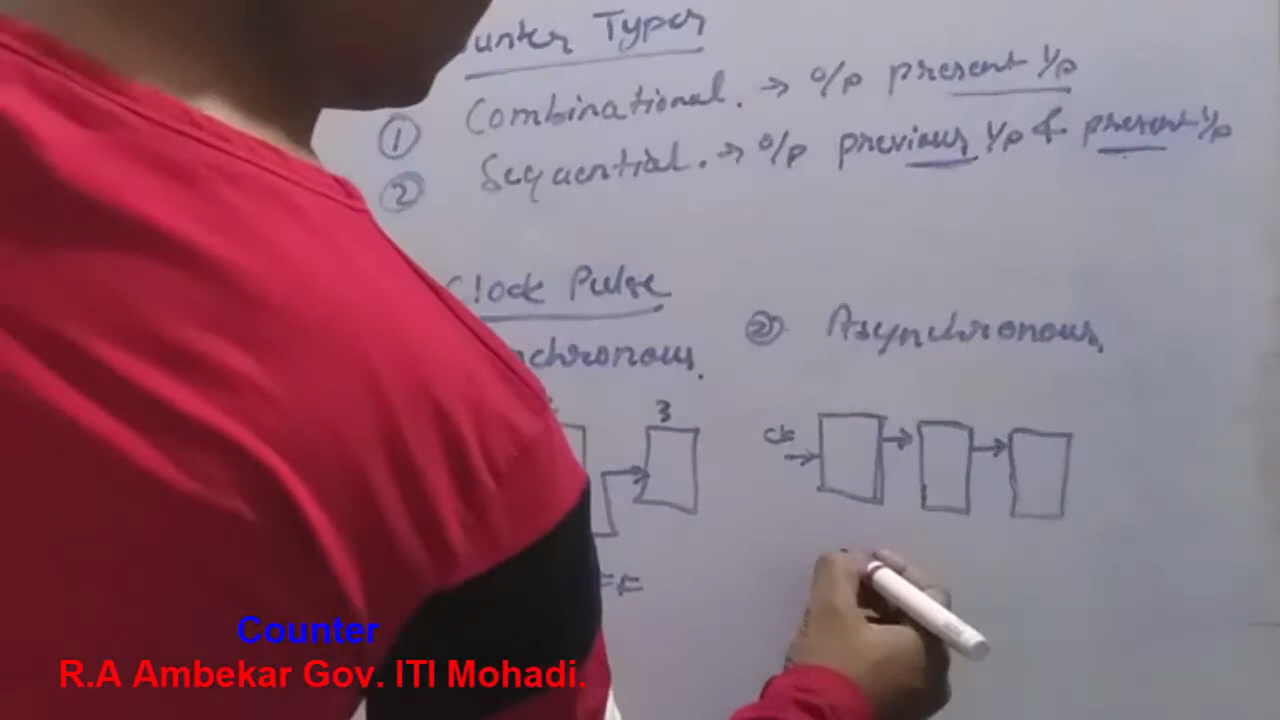 unter Types
① Combinational. → O/P present I/P
② Sequential. → O/P previous I/P & present I/P
Clock Pulse
nchronous.
② Asynchronous.
3
clk
Counter
R.A Ambekar Gov. ITI Mohadi.